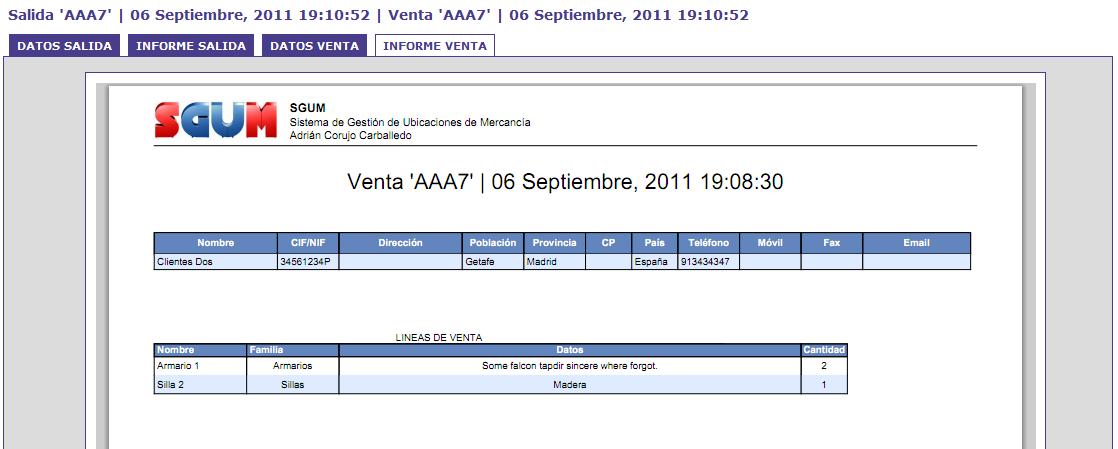 Salida 'AAA7' | 06 Septiembre, 2011 19:10:52 | Venta 'AAA7' | 06 Septiembre, 2011 19:10:52
DATOS SALIDA INFORME SALIDA DATOS VENTA INFORME VENTA
SGUM
SGUM
Sistema de Gestión de Ubicaciones de Mercancía
Adrián Corujo Carballedo
Venta 'AAA7' | 06 Septiembre, 2011 19:08:30
Nombre CIF/NIF Dirección Población Provincia CP País Teléfono Móvil Fax Email
Clientes Dos 34561234P Getafe Madrid España 913434347
LINEAS DE VENTA
Nombre Familia Datos Cantidad
Armario 1 Armarios Some falcon tapdir sincere where forgot. 2
Silla 2 Sillas Madera 1